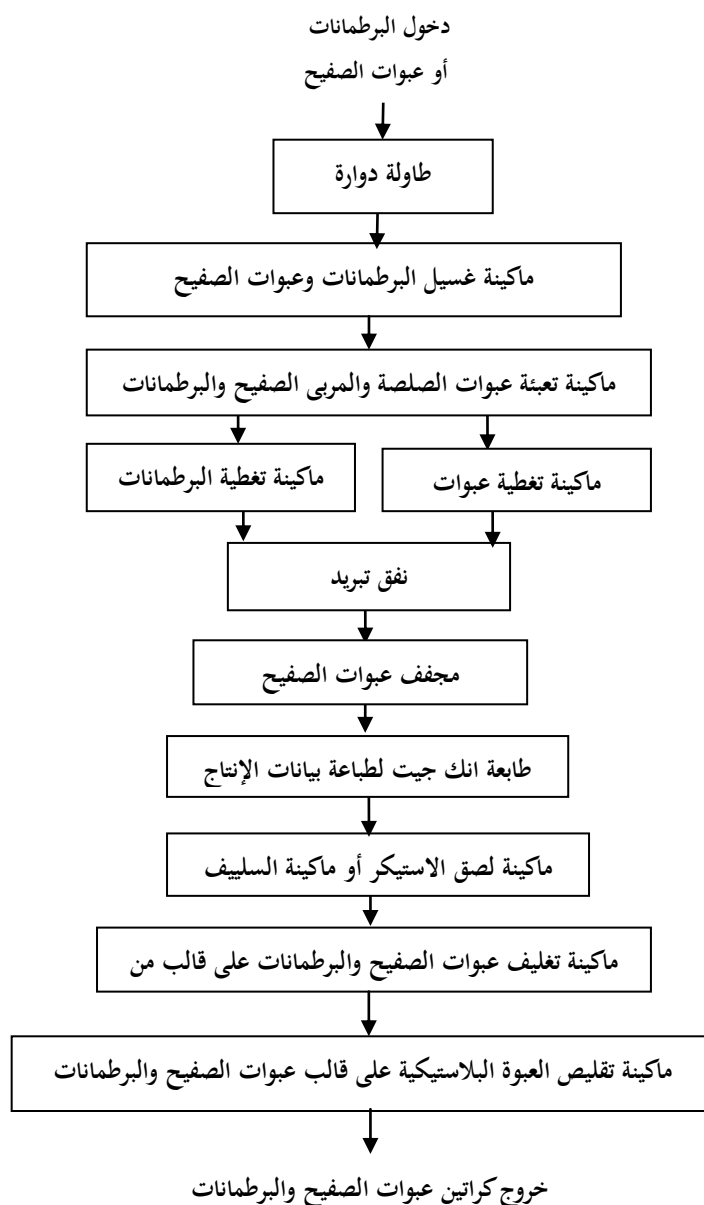 دخول البرطمانات
أو عبوات الصفيح
طاولة دوارة
ماكينة غسيل البرطمانات وعبوات الصفيح
ماكينة تعبئة عبوات الصلصة والمربى الصفيح والبرطمانات
ماكينة تغطية عبوات
ماكينة تغطية البرطمانات
نفق تبريد
مجفف عبوات الصفيح
طابعة انك جيت لطباعة بيانات الإنتاج
ماكينة لصق الاستيكر أو ماكينة السلييف
ماكينة تغليف عبوات الصفيح والبرطمانات على قالب من
ماكينة تقليص العبوة البلاستيكية على قالب عبوات الصفيح والبرطمانات
خروج كراتين عبوات الصفيح والبرطمانات